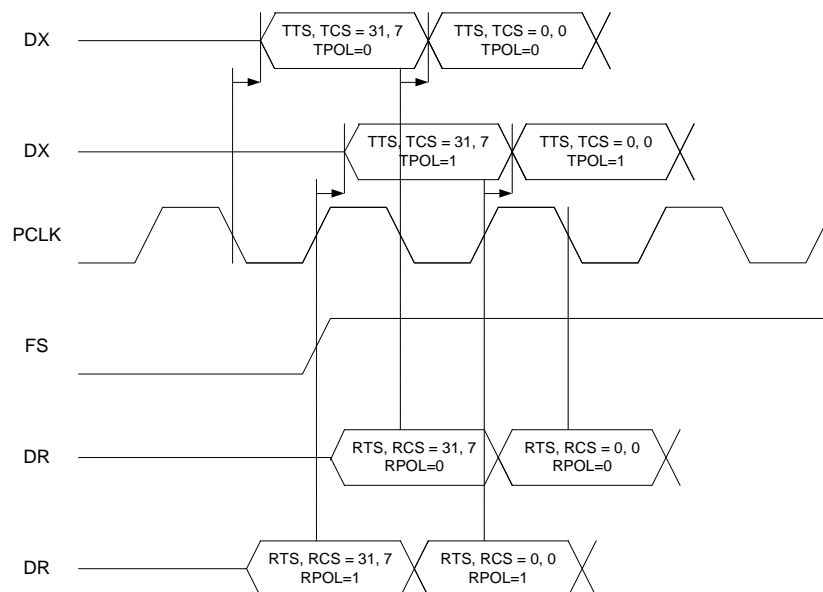 DX
TTS, TCS = 31, 7
TPOL=0
TTS, TCS = 0, 0
TPOL=0
DX
TTS, TCS = 31, 7
TPOL=1
TTS, TCS = 0, 0
TPOL=1
PCLK
FS
DR
RTS, RCS = 31, 7
RPOL=0
RTS, RCS = 0, 0
RPOL=0
DR
RTS, RCS = 31, 7
RPOL=1
RTS, RCS = 0, 0
RPOL=1